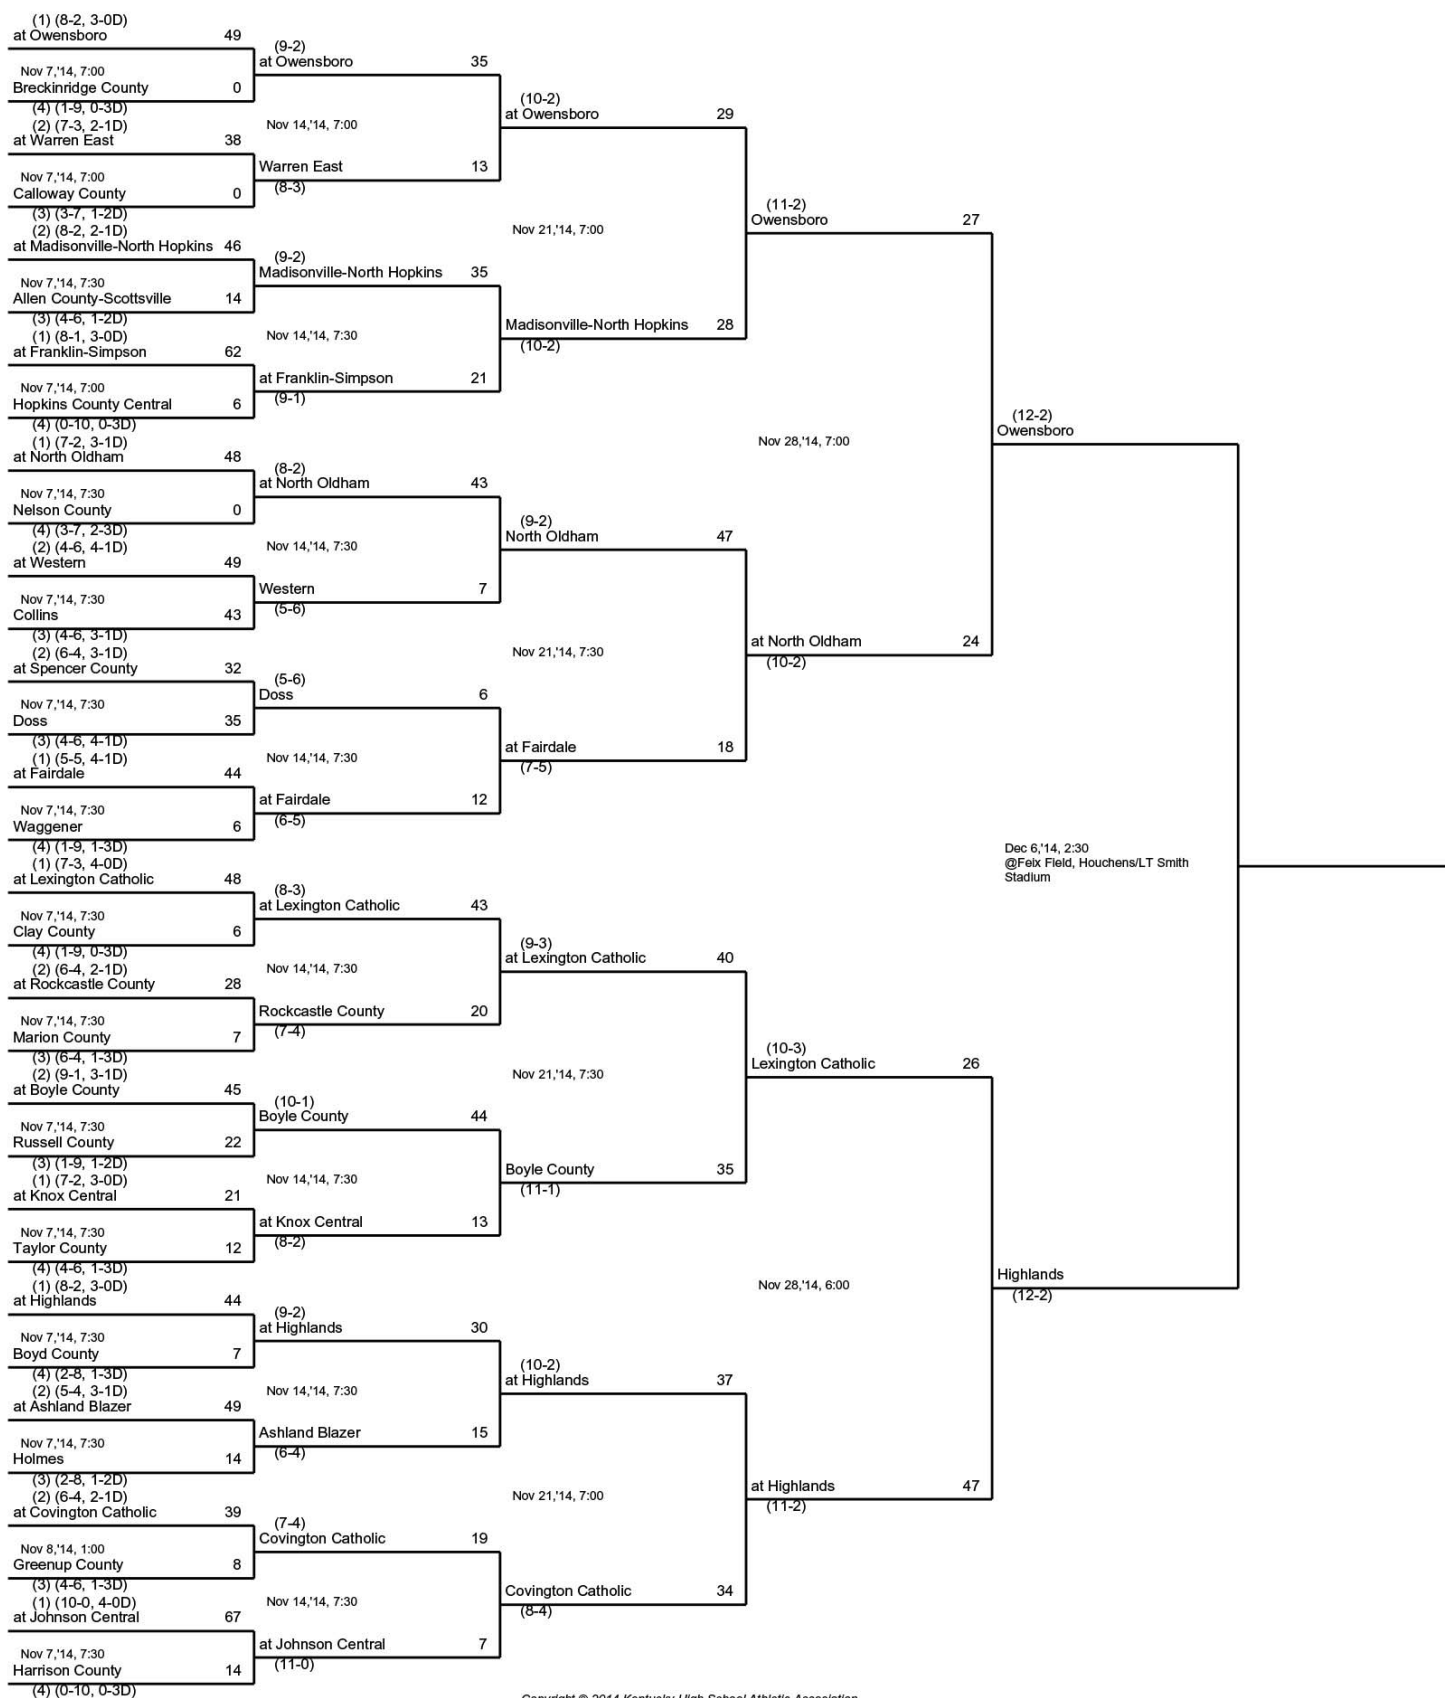 (1) (8-2, 3-0D)
at Owensboro 49
Nov 7,'14, 7:00
Breckinridge County 0
(4) (1-9, 0-3D)
(2) (7-3, 2-1D)
at Warren East 38
Nov 7,'14, 7:00
Calloway County 0
(3) (3-7, 1-2D)
(2) (8-2, 2-1D)
at Madisonville-North Hopkins 46
Nov 7,'14, 7:30
Allen County-Scottsville 14
(3) (4-6, 1-2D)
(1) (8-1, 3-0D)
at Franklin-Simpson 62
Nov 7,'14, 7:00
Hopkins County Central 6
(4) (0-10, 0-3D)
(1) (7-2, 3-1D)
at North Oldham 48
Nov 7,'14, 7:30
Nelson County 0
(4) (3-7, 2-3D)
(2) (4-6, 4-1D)
at Western 49
Nov 7,'14, 7:30
Collins 43
(3) (4-6, 3-1D)
(2) (6-4, 3-1D)
at Spencer County 32
Nov 7,'14, 7:30
Doss 35
(3) (4-6, 4-1D)
(1) (5-5, 4-1D)
at Fairdale 44
Nov 7,'14, 7:30
Waggener 6
(4) (1-9, 1-3D)
(1) (7-3, 4-0D)
at Lexington Catholic 48
Nov 7,'14, 7:30
Clay County 6
(4) (1-9, 0-3D)
(2) (6-4, 2-1D)
at Rockcastle County 28
Nov 7,'14, 7:30
Marion County 7
(3) (6-4, 1-3D)
(2) (9-1, 3-1D)
at Boyle County 45
Nov 7,'14, 7:30
Russell County 22
(3) (1-9, 1-2D)
(1) (7-2, 3-0D)
at Knox Central 21
Nov 7,'14, 7:30
Taylor County 12
(4) (4-6, 1-3D)
(1) (8-2, 3-0D)
at Highlands 44
Nov 7,'14, 7:30
Boyd County 7
(4) (2-8, 1-3D)
(2) (5-4, 3-1D)
at Ashland Blazer 49
Nov 7,'14, 7:30
Holmes 14
(3) (2-8, 1-2D)
(2) (6-4, 2-1D)
at Covington Catholic 39
Nov 8,'14, 1:00
Greenup County 8
(3) (4-6, 1-3D)
(1) (10-0, 4-0D)
at Johnson Central 67
Nov 7,'14, 7:30
Harrison County 14
(4) (0-10, 0-3D)
(9-2)
at Owensboro 35
Nov 14,'14, 7:00
Warren East 13
(8-3)
(9-2)
Madisonville-North Hopkins 35
Nov 14,'14, 7:30
at Franklin-Simpson 21
(9-1)
(8-2)
at North Oldham 43
Nov 14,'14, 7:30
Western 7
(5-6)
(5-6)
Doss 6
Nov 14,'14, 7:30
at Fairdale 12
(6-5)
(8-3)
at Lexington Catholic 43
Nov 14,'14, 7:30
Rockcastle County 20
(7-4)
(10-1)
Boyle County 44
Nov 14,'14, 7:30
at Knox Central 13
(8-2)
(9-2)
at Highlands 30
Nov 14,'14, 7:30
Ashland Blazer 15
(6-4)
(7-4)
Covington Catholic 19
Nov 14,'14, 7:30
at Johnson Central 7
(11-0)
(10-2)
at Owensboro 29
Nov 21,'14, 7:00
Madisonville-North Hopkins 28
(10-2)
(9-2)
North Oldham 47
Nov 21,'14, 7:30
at Fairdale 18
(7-5)
(9-3)
at Lexington Catholic 40
Nov 21,'14, 7:30
Boyle County 35
(11-1)
(10-2)
at Highlands 37
Nov 21,'14, 7:00
Covington Catholic 34
(8-4)
(11-2)
Owensboro 27
Nov 28,'14, 7:00
at North Oldham 24
(10-2)
(10-3)
Lexington Catholic 26
Nov 28,'14, 6:00
at Highlands 47
(11-2)
(12-2)
Owensboro
Dec 6,'14, 2:30
@Feix Field, Houchens/LT Smith
Stadium
Highlands
(12-2)
Copyright © 2014 Kentucky High School Athletic Association